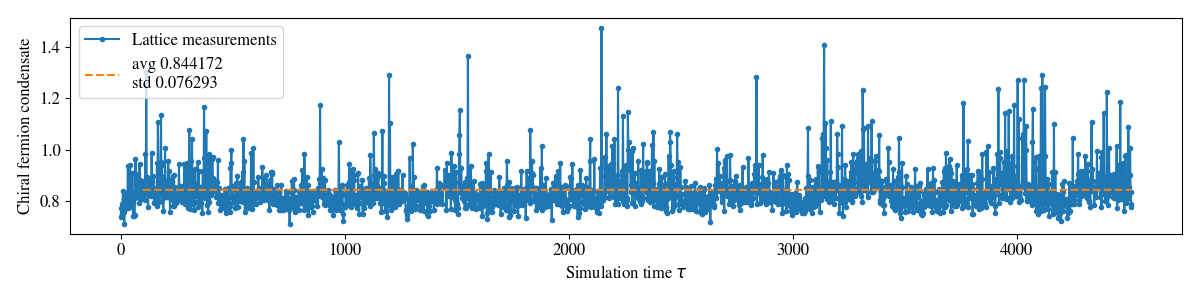 Lattice measurements
avg 0.844172
std 0.076293
Chiral fermion condensate
1.4
1.2
1.0
0.8
0
1000
2000
3000
4000
Simulation time τ